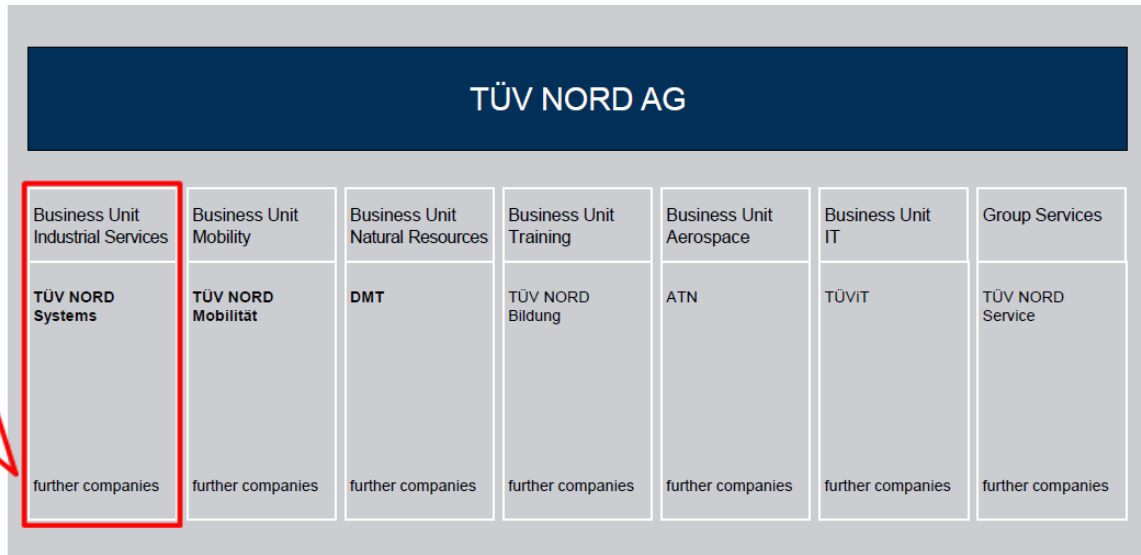 TÜV NORD AG
Business Unit
Industrial Services
Business Unit
Mobility
Business Unit
Natural Resources
Business Unit
Training
Business Unit
Aerospace
Business Unit
IT
Group Services
TÜV NORD
Systems
TÜV NORD
Mobilität
DMT
TÜV NORD
Bildung
ATN
TÜViT
TÜV NORD
Service
further companies
further companies
further companies
further companies
further companies
further companies
further companies